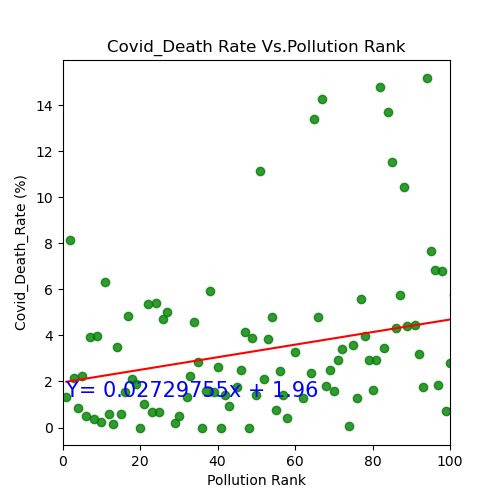 Covid_Death Rate Vs.Pollution Rank
14
12
10
8
6
4
2
0
Covid_Death_Rate (%)
Y= 0.02729755x + 1.96
0 20 40 60 80 100
Pollution Rank